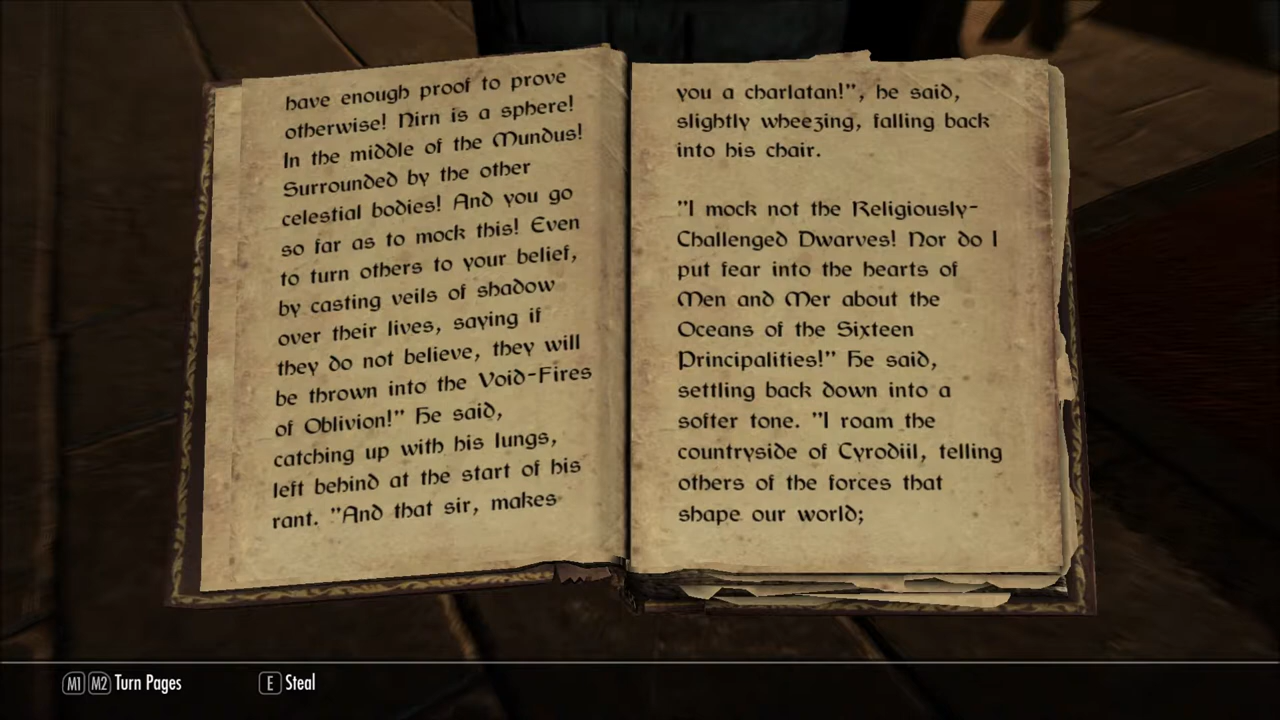 have enough proof to prove
otherwise! Nirn is a sphere!
In the middle of the Mundus!
Surrounded by the other
celestial bodies! And you go
so far as to mock this! Even
to turn others to your belief,
by casting veils of shadow
over their lives, saying if
they do not believe, they will
be thrown into the Void-Fires
of Oblivion!" He said,
catching up with his lungs,
left behind at the start of his
rant. "And that sir, makes
you a charlatan!", he said,
slightly wheezing, falling back
into his chair.
"I mock not the Religiously-
Challenged Dwarves! Nor do I
put fear into the hearts of
Men and Mer about the
Oceans of the Sixteen
Principalities!" He said,
settling back down into a
softer tone. "I roam the
countryside of Cyrodiil, telling
others of the forces that
shape our world;
M1 M2 Turn Pages
E Steal